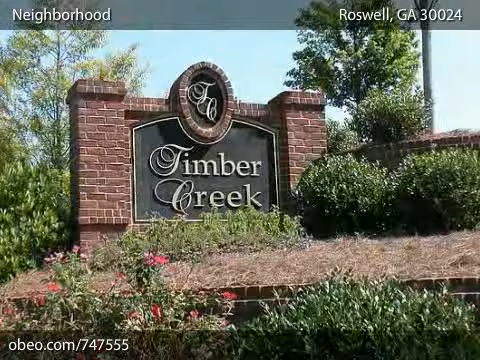 Neighborhood
Roswell, GA 30024
TC
Timber
Creek
obeo.com/747555